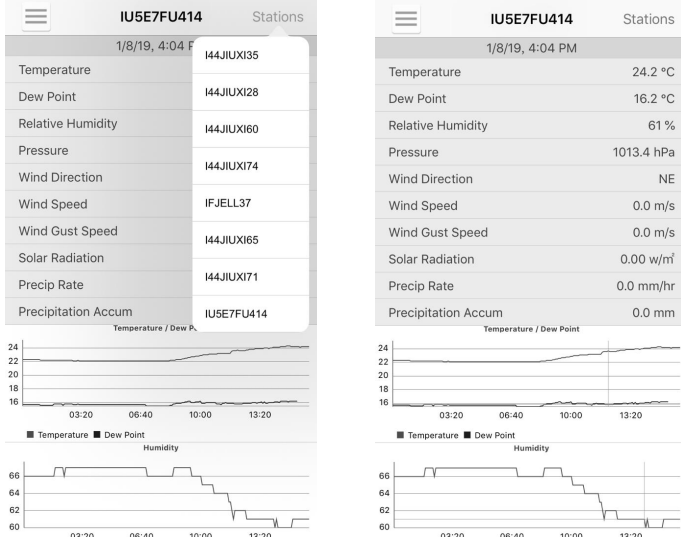 IU5E7FU414 Stations
1/8/19, 4:04 P
Temperature
Dew Point
Relative Humidity
Pressure
Wind Direction
Wind Speed
Wind Gust Speed
Solar Radiation
Precip Rate
Precipitation Accum
I44JIUXI35
I44JIUXI28
I44JIUXI60
I44JIUXI74
IFJELL37
I44JIUXI65
I44JIUXI71
IU5E7FU414
Temperature / Dew P
24
22
20
18
16
03:20 06:40 10:00 13:20
Temperature Dew Point
Humidity
66
64
62
60
03:20 06:40 10:00 13:20
IU5E7FU414 Stations
1/8/19, 4:04 PM
Temperature 24.2 °C
Dew Point 16.2 °C
Relative Humidity 61 %
Pressure 1013.4 hPa
Wind Direction NE
Wind Speed 0.0 m/s
Wind Gust Speed 0.0 m/s
Solar Radiation 0.00 w/㎡
Precip Rate 0.0 mm/hr
Precipitation Accum 0.0 mm
Temperature / Dew Point
24
22
20
18
16
03:20 06:40 10:00 13:20
Temperature Dew Point
Humidity
66
64
62
60
03:20 06:40 10:00 13:20